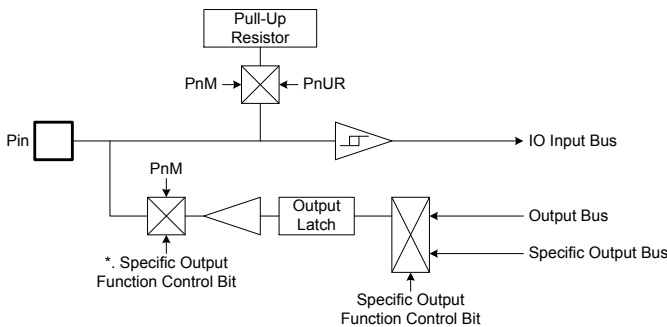 Pull-Up
Resistor
PnM
PnUR
Pin
IO Input Bus
PnM
Output
Latch
Output Bus
Specific Output Bus
*. Specific Output
Function Control Bit
Specific Output
Function Control Bit